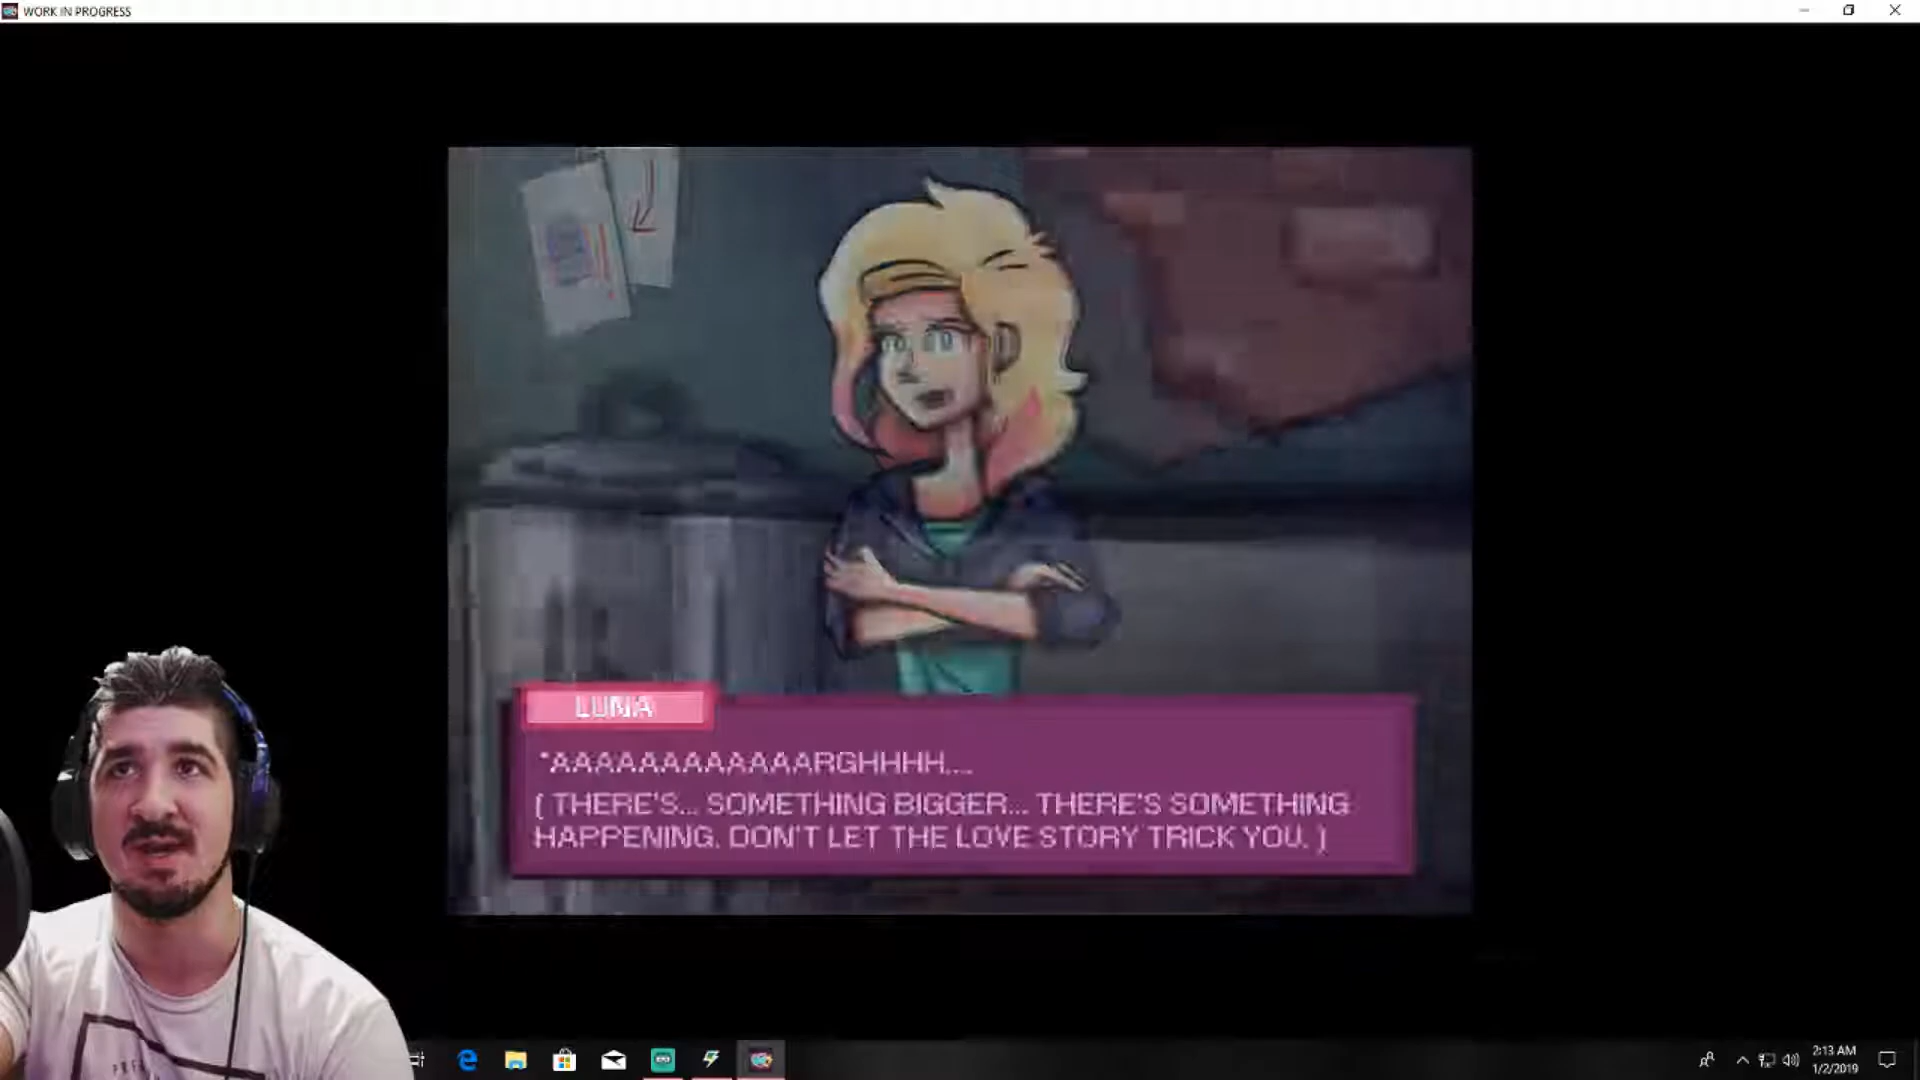 WORK IN PROGRESS
LUNA
*AAAAAAAAAAAAARGHHHH....
( THERE'S... SOMETHING BIGGER... THERE'S SOMETHING
HAPPENING. DON'T LET THE LOVE STORY TRICK YOU. )
2:13 AM
1/2/2019